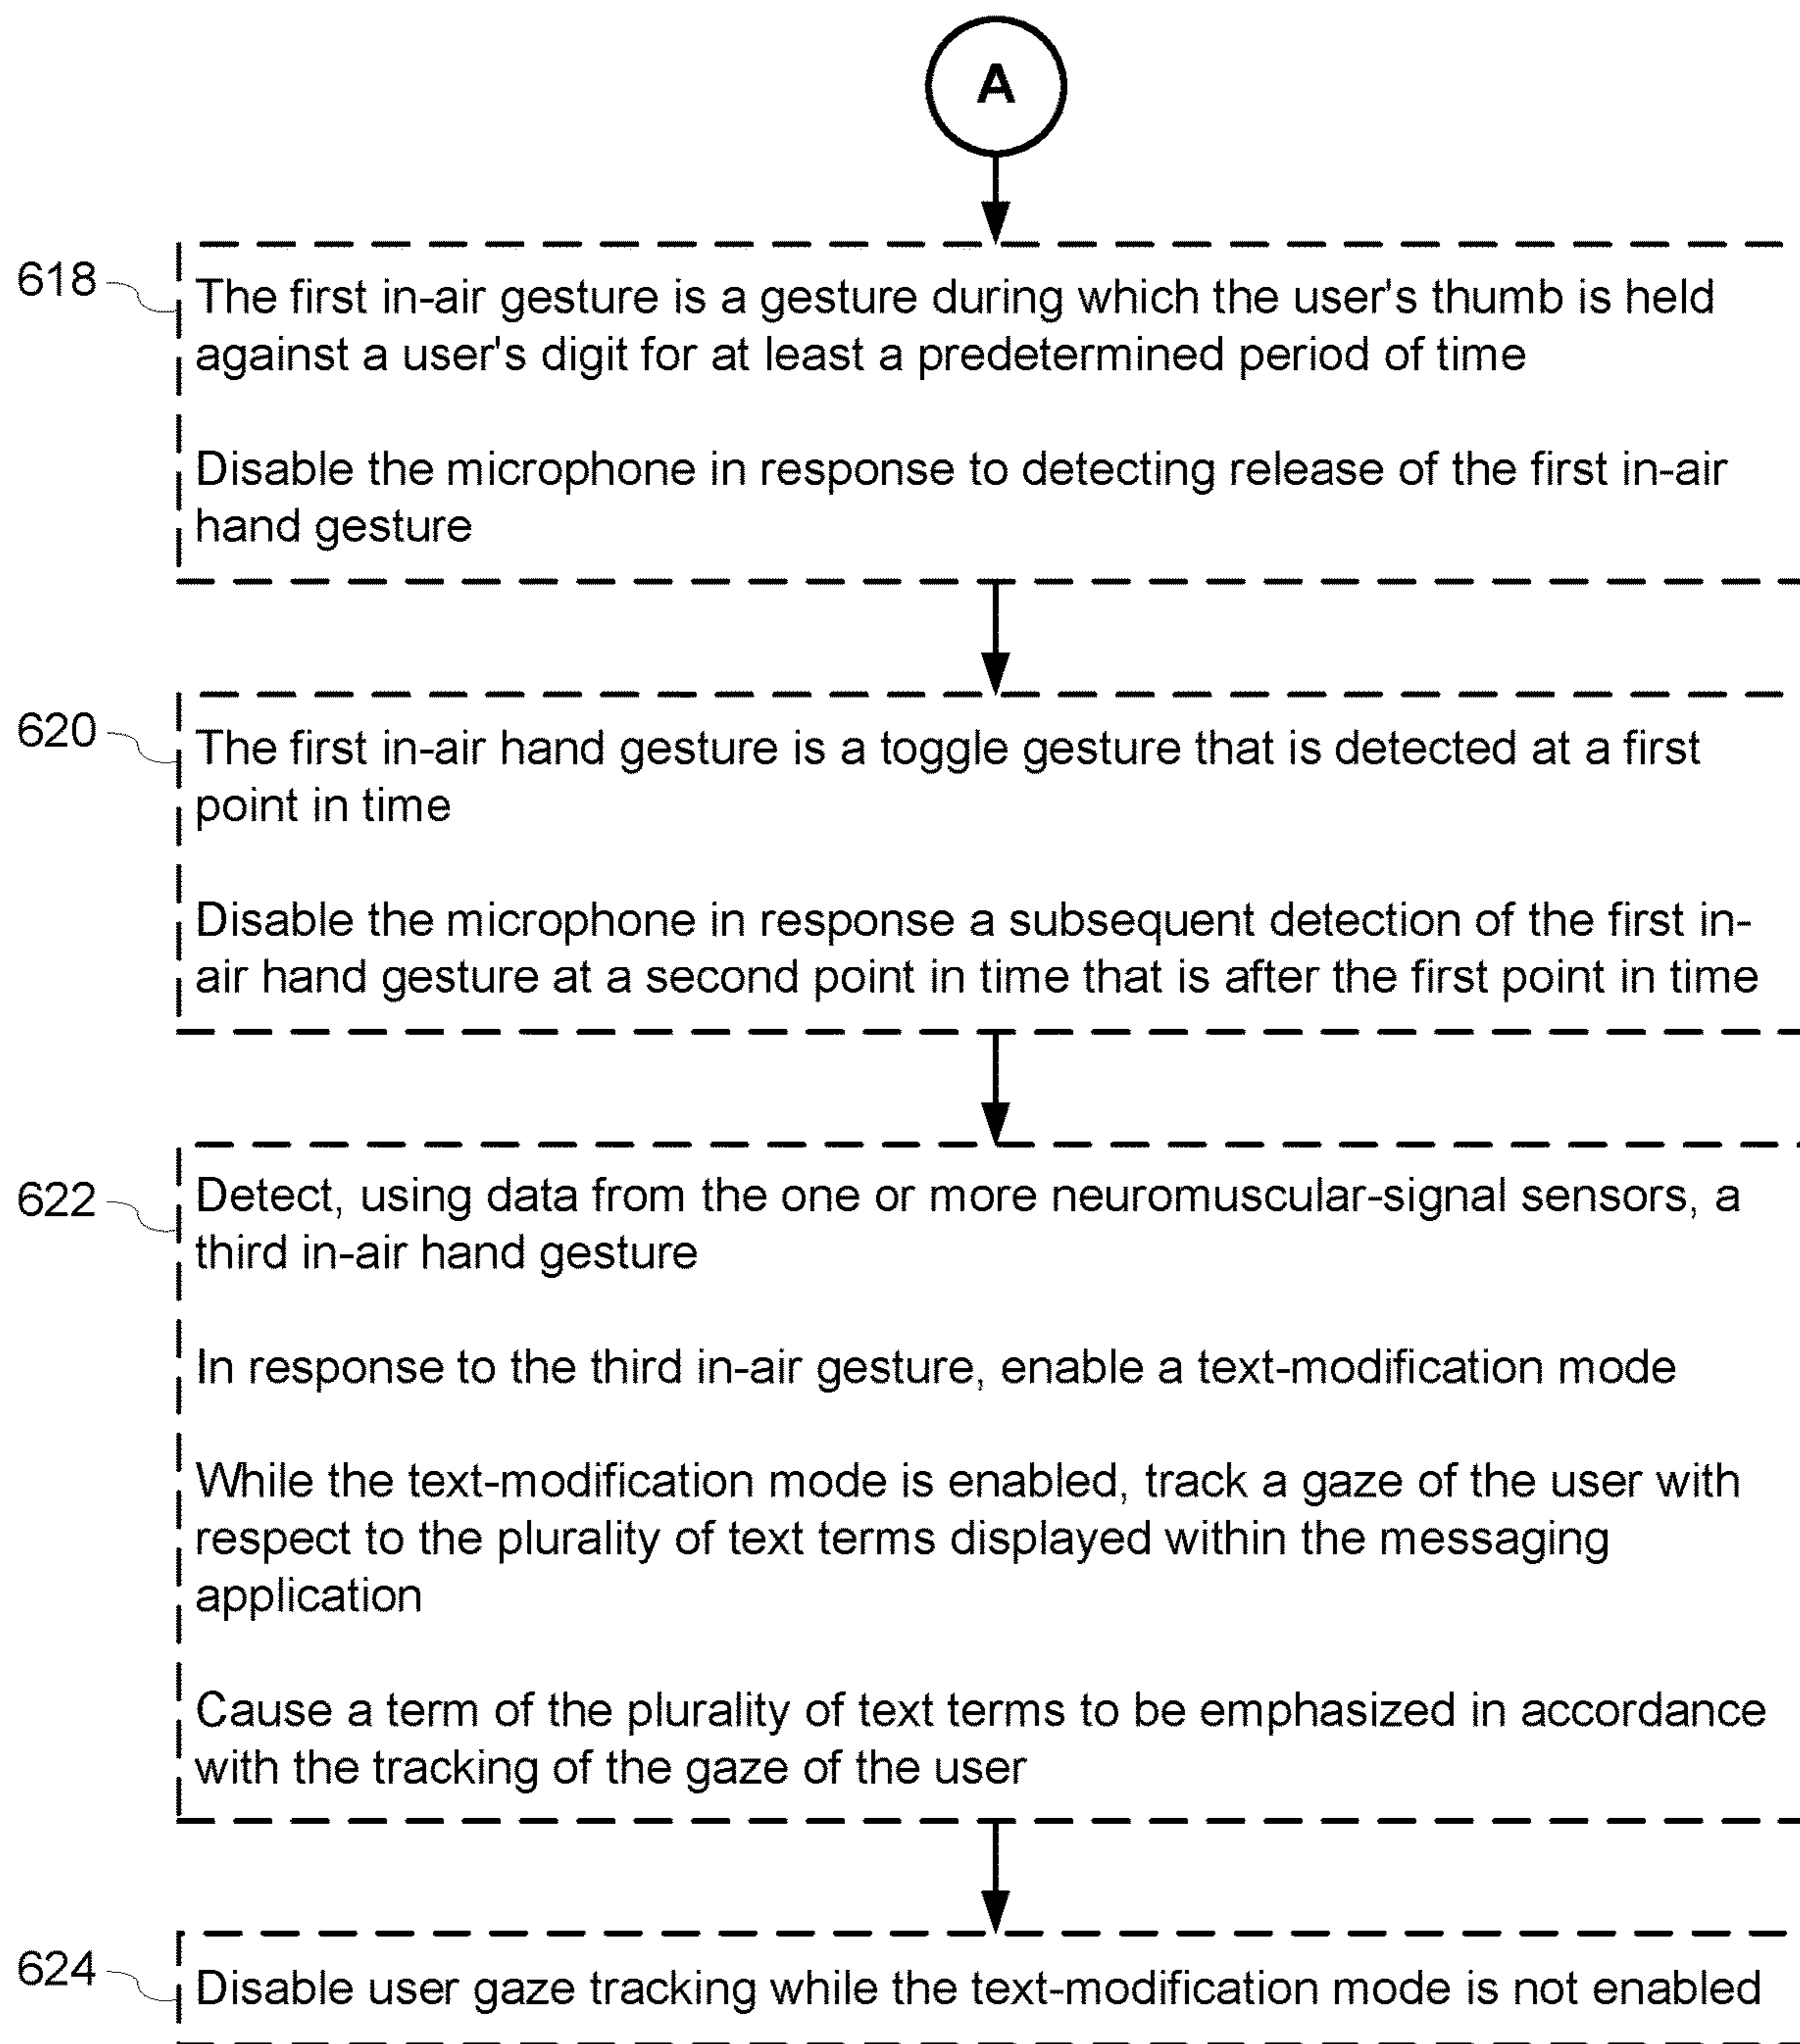 A
618
The first in-air gesture is a gesture during which the user's thumb is held
against a user's digit for at least a predetermined period of time
Disable the microphone in response to detecting release of the first in-air
hand gesture
620
The first in-air hand gesture is a toggle gesture that is detected at a first
point in time
Disable the microphone in response a subsequent detection of the first in-
air hand gesture at a second point in time that is after the first point in time
622
Detect, using data from the one or more neuromuscular-signal sensors, a
third in-air hand gesture
In response to the third in-air gesture, enable a text-modification mode
While the text-modification mode is enabled, track a gaze of the user with
respect to the plurality of text terms displayed within the messaging
application
Cause a term of the plurality of text terms to be emphasized in accordance
with the tracking of the gaze of the user
624
Disable user gaze tracking while the text-modification mode is not enabled